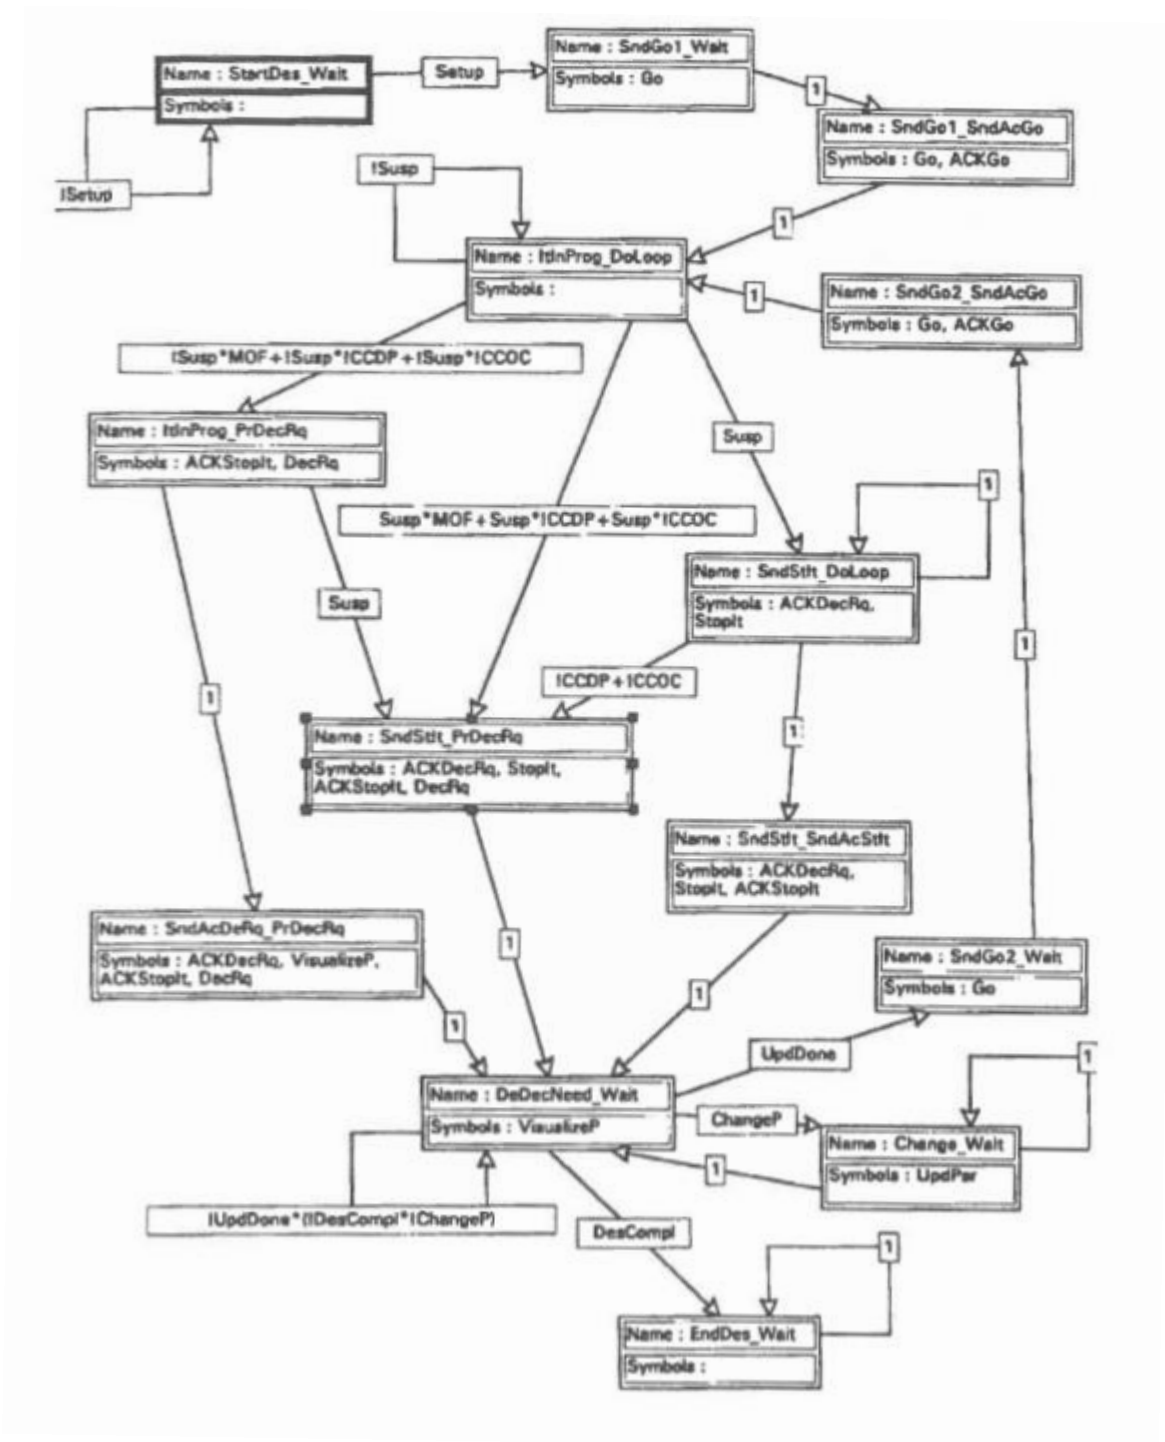 Name : SndGo1_Wait
Symbols : Go
Name : StartDes_Wait
Symbols :
Setup
1
Name : SndGo1_SndAcGo
Symbols : Go, ACKGo
!Setup
!Susp
1
Name : ItInProg_DoLoop
Symbols :
1
Name : SndGo2_SndAcGo
Symbols : Go, ACKGo
!Susp*MOF+!Susp*!CCDP+!Susp*!CCOC
Name : ItInProg_PrDecRq
Symbols : ACKStopIt, DecRq
Susp
1
Susp*MOF+Susp*!CCDP+Susp*!CCOC
Name : SndStIt_DoLoop
Symbols : ACKDecRq,
StopIt
Susp
1
!CCDP+!CCOC
1
1
Name : SndStIt_PrDecRq
Symbols : ACKDecRq, StopIt,
ACKStopIt, DecRq
Name : SndStIt_SndAcStIt
Symbols : ACKDecRq,
StopIt, ACKStopIt
Name : SndAcDeRq_PrDecRq
Symbols : ACKDecRq, VisualizeP,
ACKStopIt, DecRq
1
Name : SndGo2_Wait
Symbols : Go
1
1
UpdDone
1
Name : DeDecNeed_Wait
Symbols : VisualizeP
ChangeP
Name : Change_Wait
Symbols : UpdPar
1
!UpdDone*(!DesCompl*!ChangeP)
DesCompl
1
Name : EndDes_Wait
Symbols :